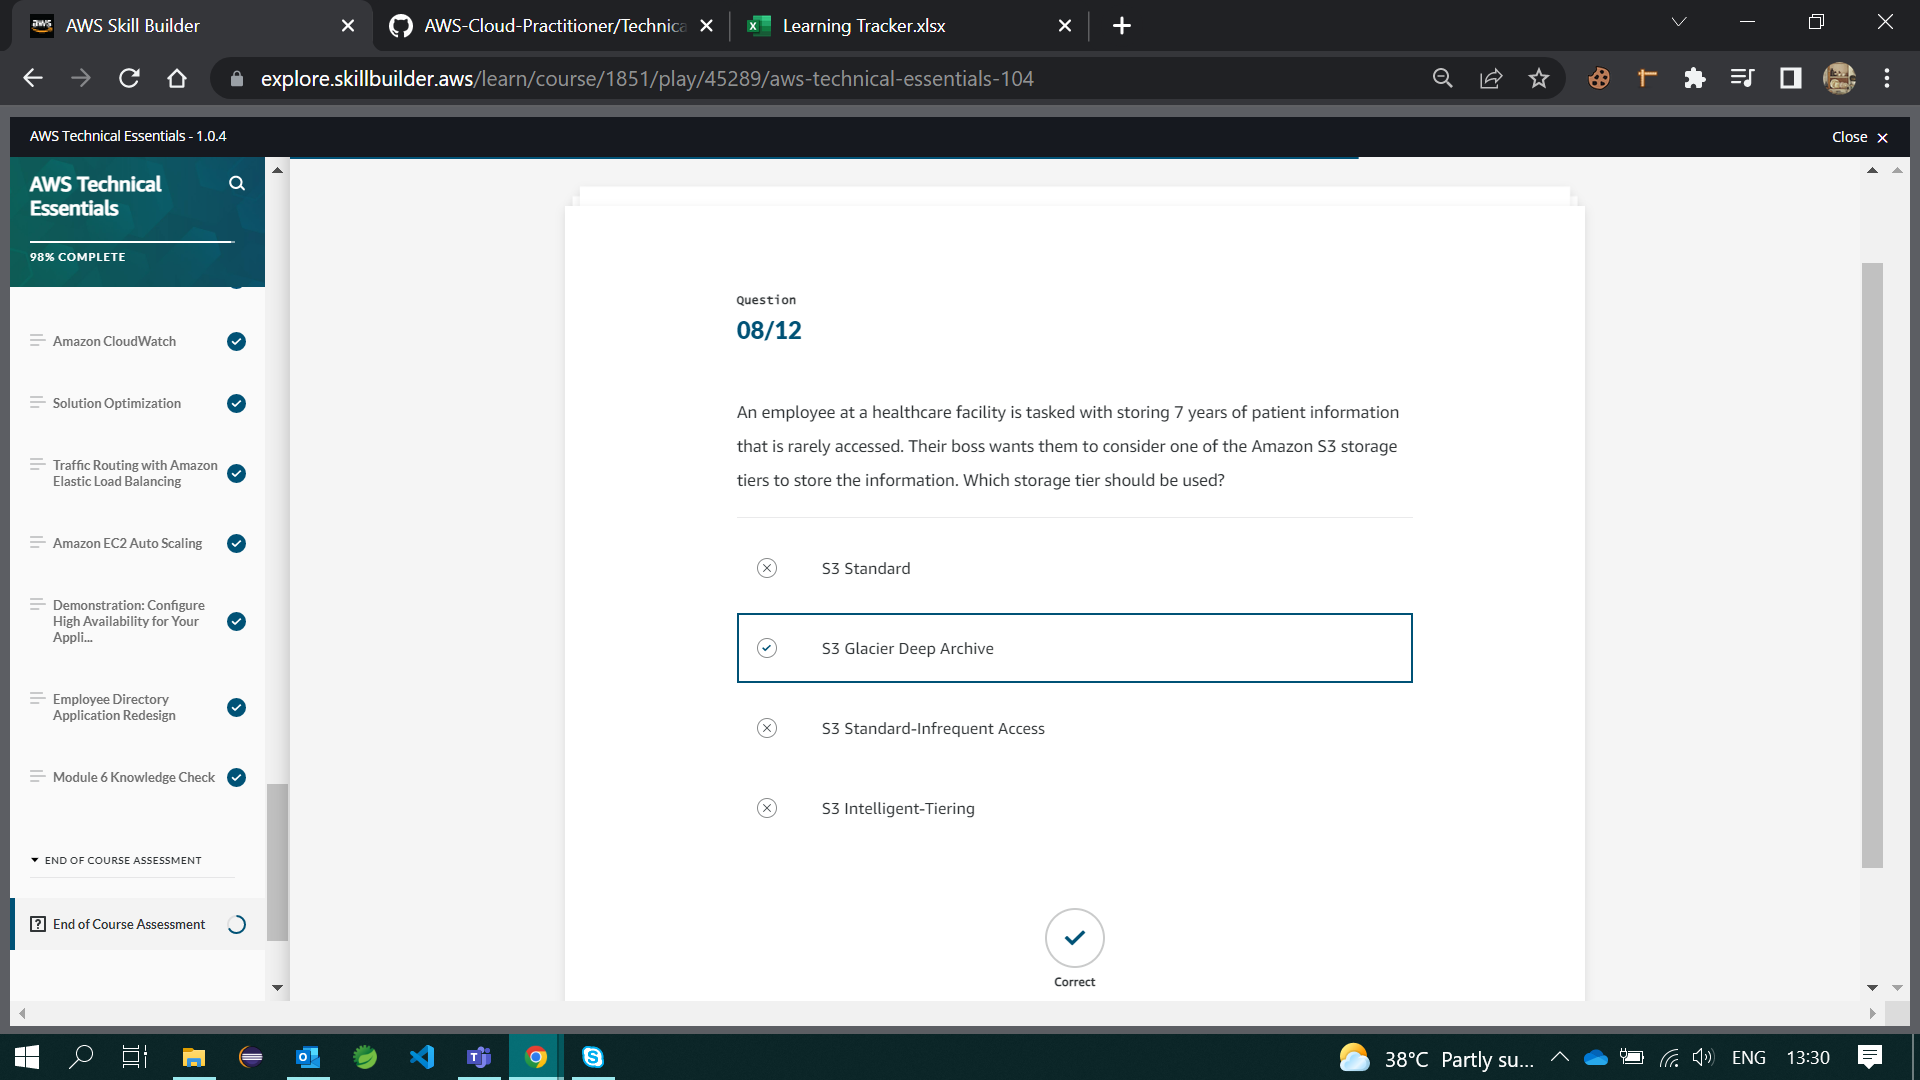 AWS Skill Builder
AWS-Cloud-Practitioner/Technica
Learning Tracker.xlsx
explore.skillbuilder.aws/learn/course/1851/play/45289/aws-technical-essentials-104
AWS Technical Essentials - 1.0.4
Close
AWS Technical
Essentials
98% COMPLETE
Amazon CloudWatch
Solution Optimization
Traffic Routing with Amazon
Elastic Load Balancing
Amazon EC2 Auto Scaling
Demonstration: Configure
High Availability for Your
Appli...
Employee Directory
Application Redesign
Module 6 Knowledge Check
END OF COURSE ASSESSMENT
End of Course Assessment
Question
08/12
An employee at a healthcare facility is tasked with storing 7 years of patient information
that is rarely accessed. Their boss wants them to consider one of the Amazon S3 storage
tiers to store the information. Which storage tier should be used?
S3 Standard
S3 Glacier Deep Archive
S3 Standard-Infrequent Access
S3 Intelligent-Tiering
Correct
38°C Partly su...
ENG
13:30